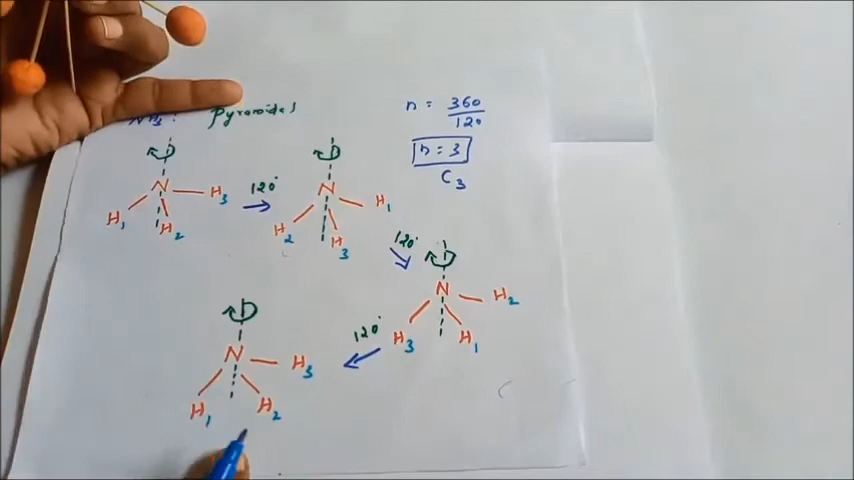 NH₃: Pyramidal
n = 360
120
n = 3
C₃
N H₁ H₂ H₃
120°
N H₂ H₃ H₁
120°
N H₃ H₁ H₂
120°
N H₁ H₂ H₃